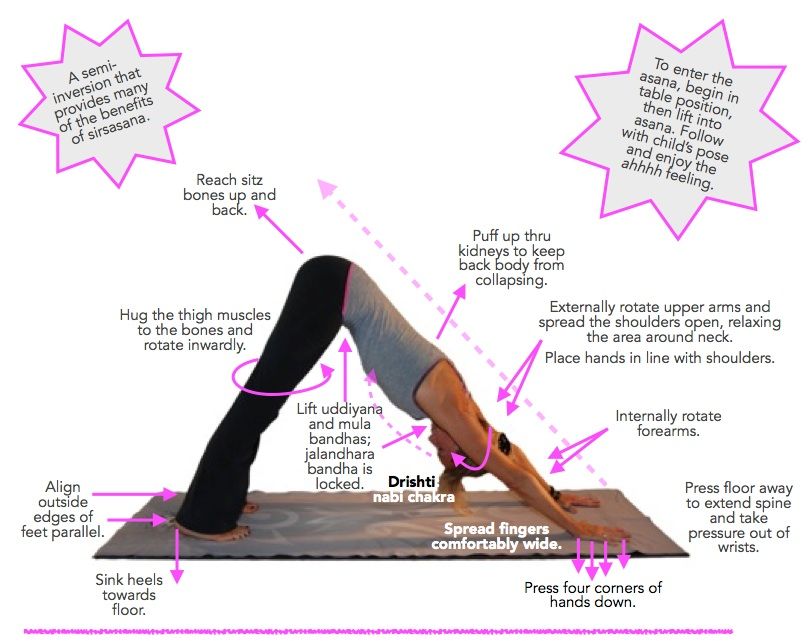 A semi-
inversion that
provides many
of the benefits
of sirsasana.
To enter the
asana, begin in
table position,
then lift into
asana. Follow
with child's pose
and enjoy the
ahhhh feeling.
Reach sitz
bones up and
back.
Puff up thru
kidneys to keep
back body from
collapsing.
Hug the thigh muscles
to the bones and
rotate inwardly.
Externally rotate upper arms and
spread the shoulders open, relaxing
the area around neck.
Place hands in line with shoulders.
Lift uddiyana
and mula
bandhas;
jalandhara
bandha is
locked.
Internally rotate
forearms.
Drishti
nabi chakra
Align
outside
edges of
feet parallel.
Press floor away
to extend spine
and take
pressure out of
wrists.
Spread fingers
comfortably wide.
Sink heels
towards
floor.
Press four corners of
hands down.